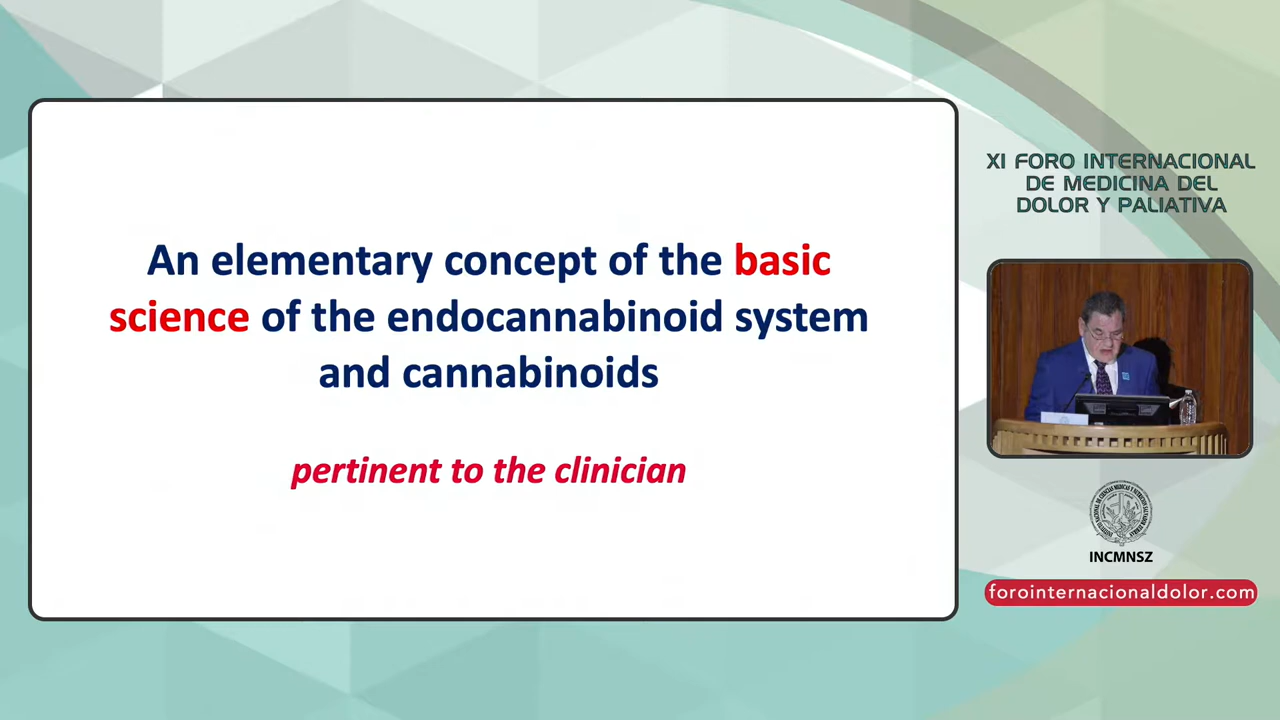 An elementary concept of the basic
science of the endocannabinoid system
and cannabinoids
pertinent to the clinician
XI FORO INTERNACIONAL
DE MEDICINA DEL
DOLOR Y PALIATIVA
INCMNSZ
forointernacionaldolor.com